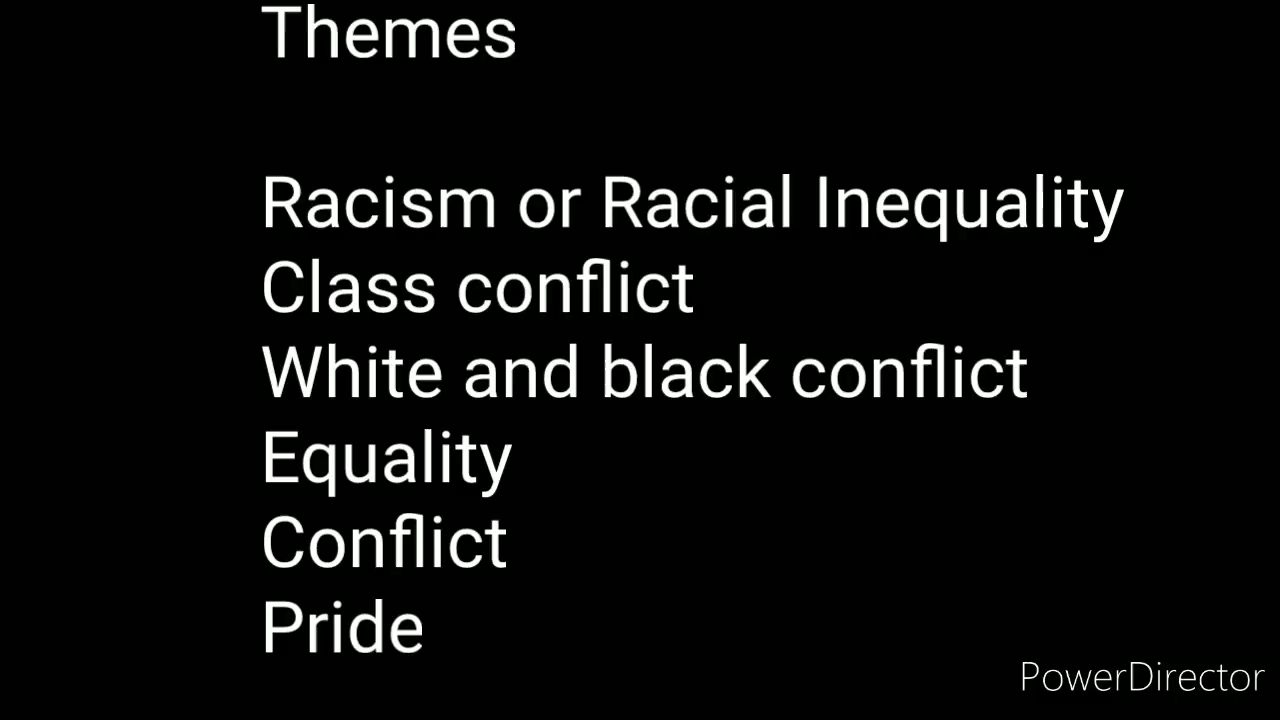 Themes
Racism or Racial Inequality
Class conflict
White and black conflict
Equality
Conflict
Pride
PowerDirector